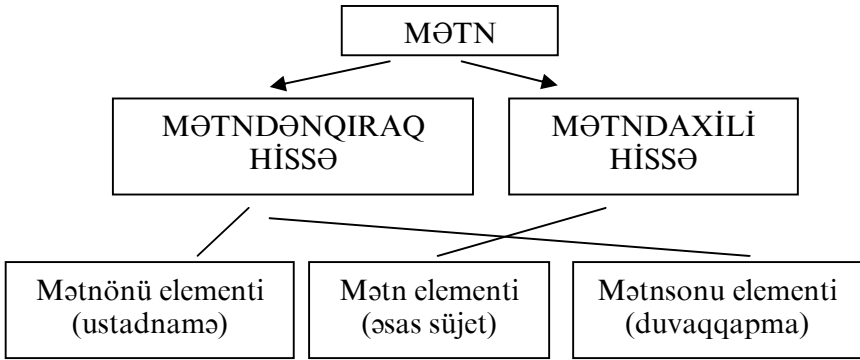 MƏTN
MƏTNDƏNQIRAQ
HİSSƏ
MƏTNDAXİLİ
HİSSƏ
Mətnönü elementi
(ustadnamə)
Mətn elementi
(əsas süjet)
Mətnsonu elementi
(duvaqqapma)